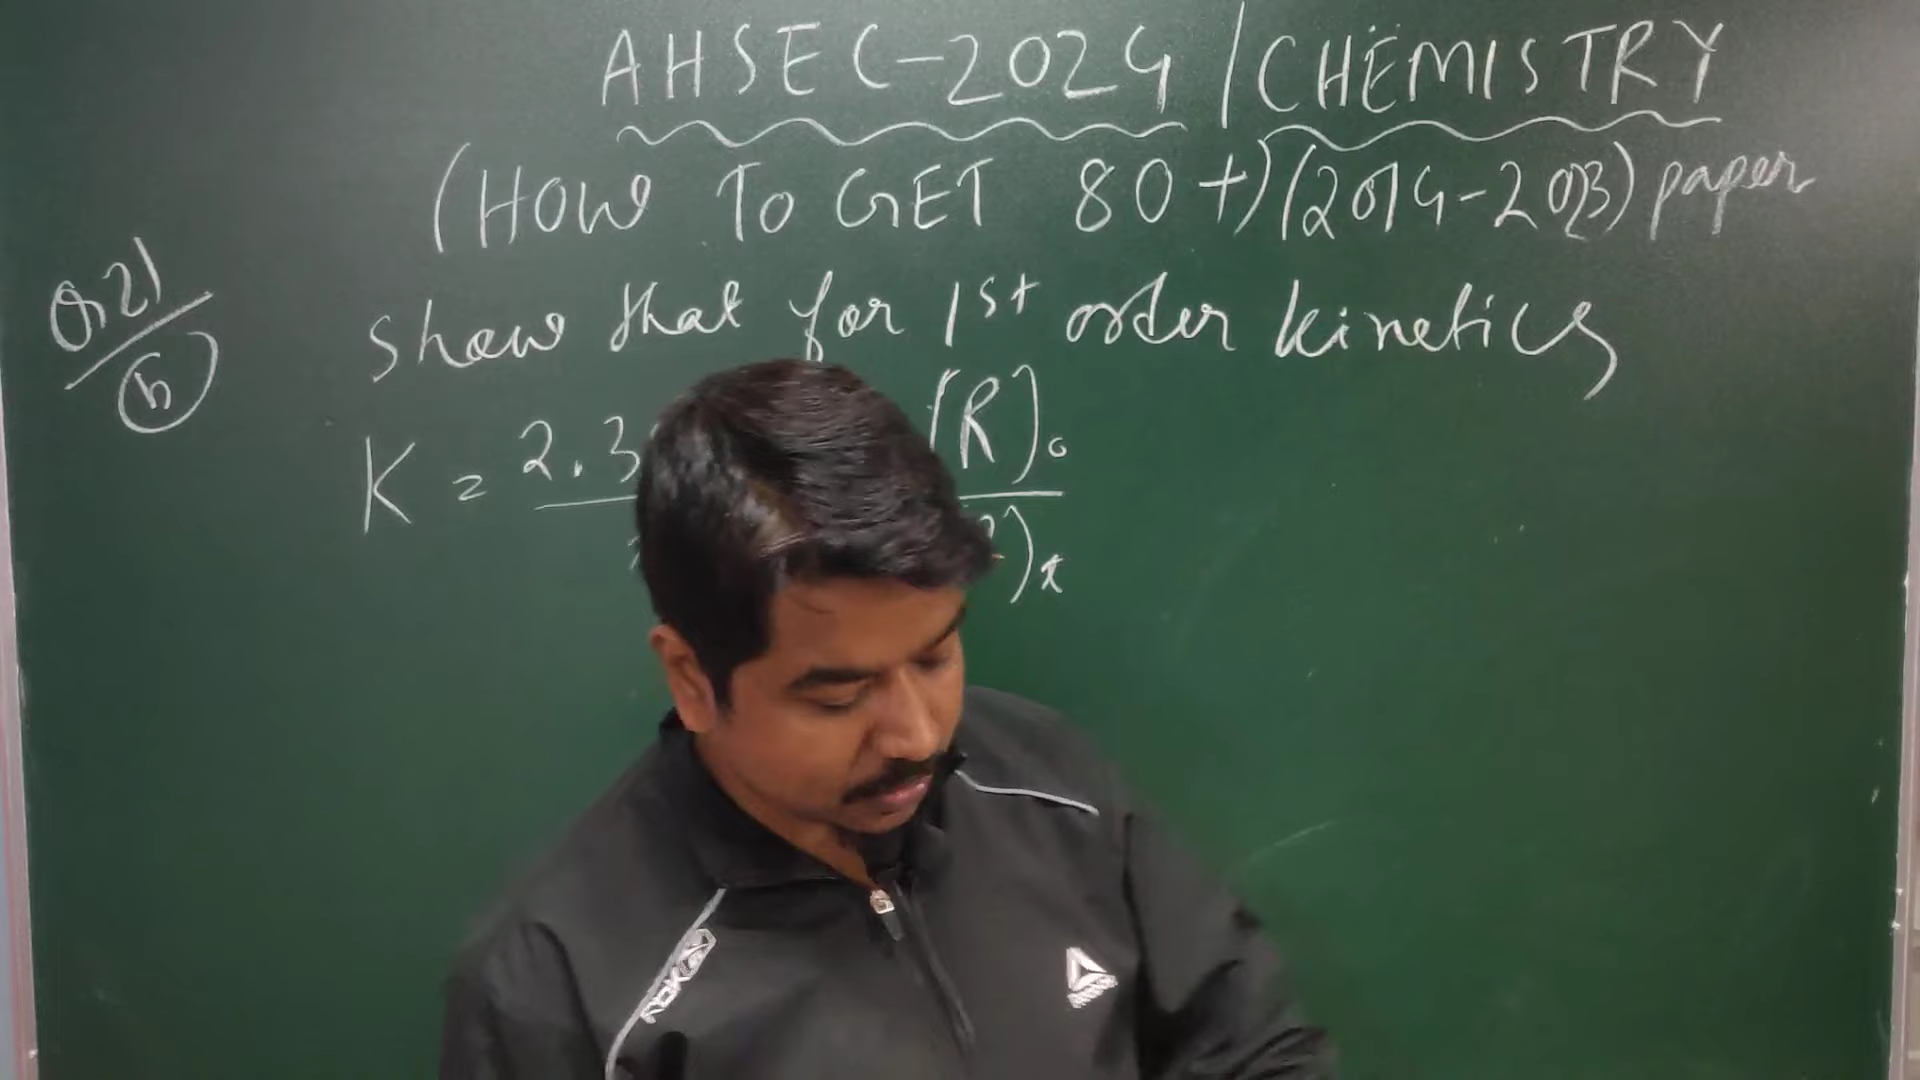 AHSEC-2024 / CHEMISTRY
(HOW TO GET 80+) (2014-2023) paper
Q21
b
Show that for 1st order kinetics
K = 2.3 [R]0
)t